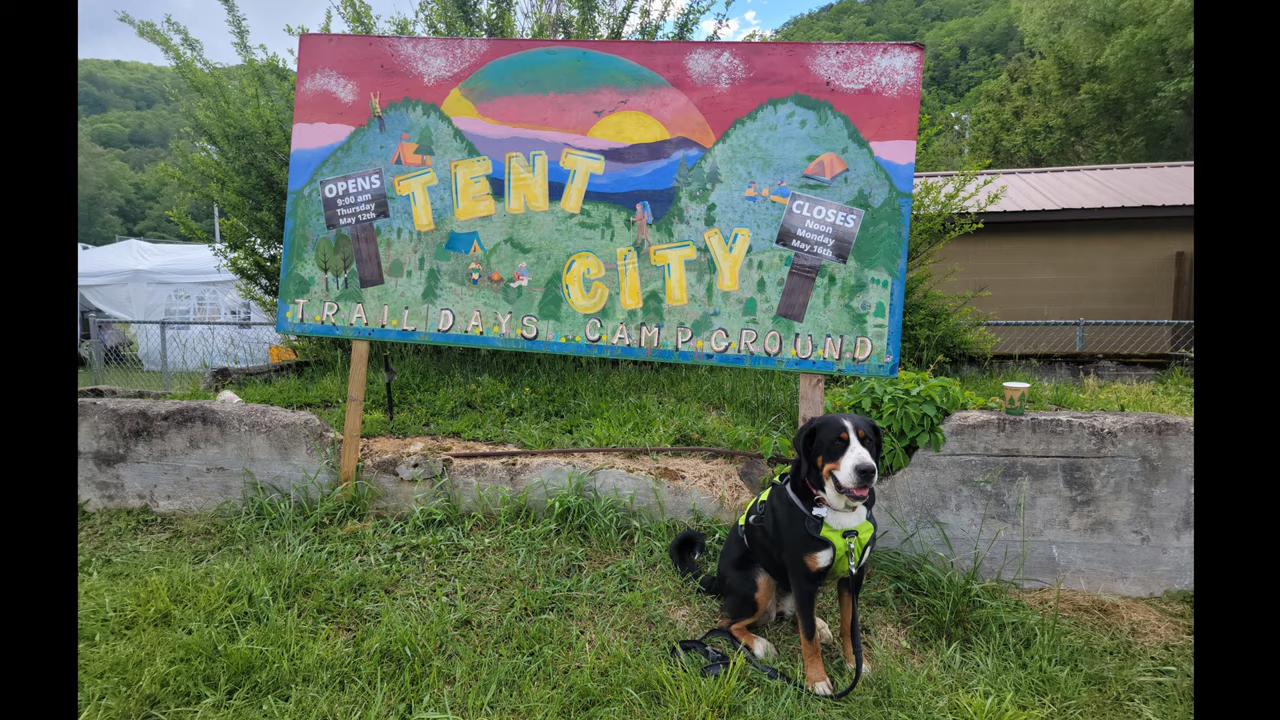 OPENS
9:00 am
Thursday
May 12th
TENT
CITY
CLOSES
Noon
Monday
May 16th
TRAIL DAYS CAMPGROUND